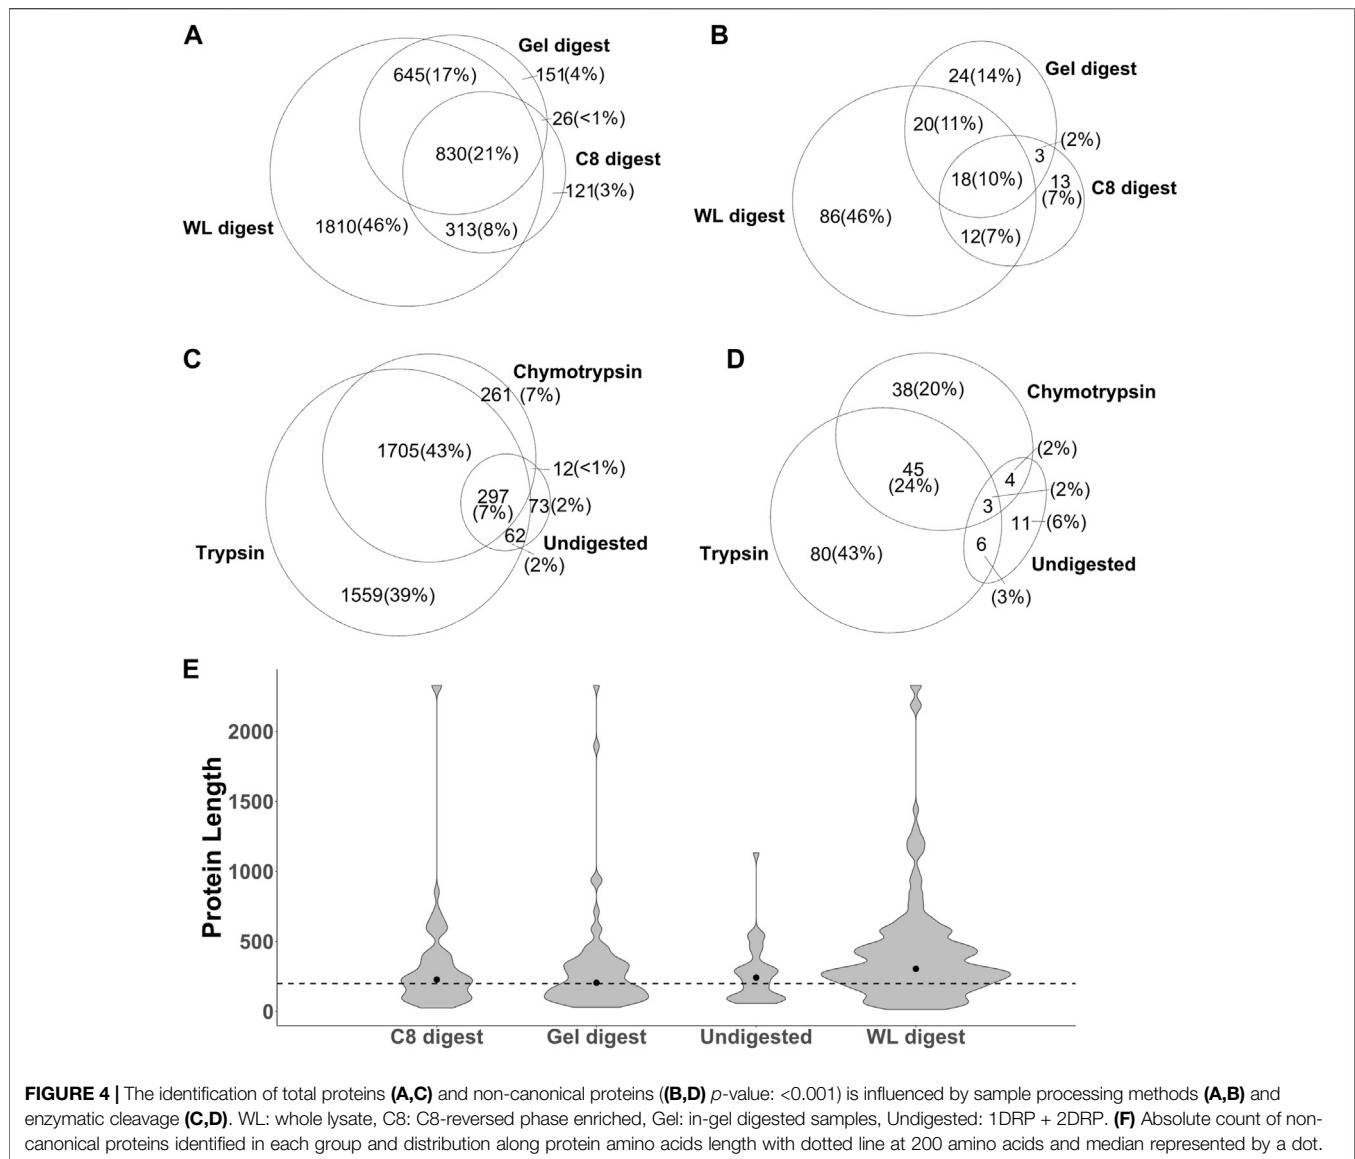 A
Gel digest
645(17%)
151(4%)
26(<1%)
830(21%)
C8 digest
121(3%)
WL digest
1810(46%)
313(8%)
B
Gel digest
24(14%)
20(11%)
(2%)
3
18(10%)
13
(7%)
C8 digest
WL digest
86(46%)
12(7%)
C
Chymotrypsin
261 (7%)
1705(43%)
12(<1%)
297
(7%)
73(2%)
62
Undigested
(2%)
Trypsin
1559(39%)
D
38(20%)
Chymotrypsin
(2%)
45
(24%)
4
(2%)
3
11
(6%)
Trypsin
80(43%)
6
Undigested
(3%)
E
Protein Length
2000
1500
1000
500
0
C8 digest Gel digest Undigested WL digest
FIGURE 4 | The identification of total proteins (A,C) and non-canonical proteins ((B,D) p-value: <0.001) is influenced by sample processing methods (A,B) and
enzymatic cleavage (C,D). WL: whole lysate, C8: C8-reversed phase enriched, Gel: in-gel digested samples, Undigested: 1DRP + 2DRP. (F) Absolute count of non-
canonical proteins identified in each group and distribution along protein amino acids length with dotted line at 200 amino acids and median represented by a dot.